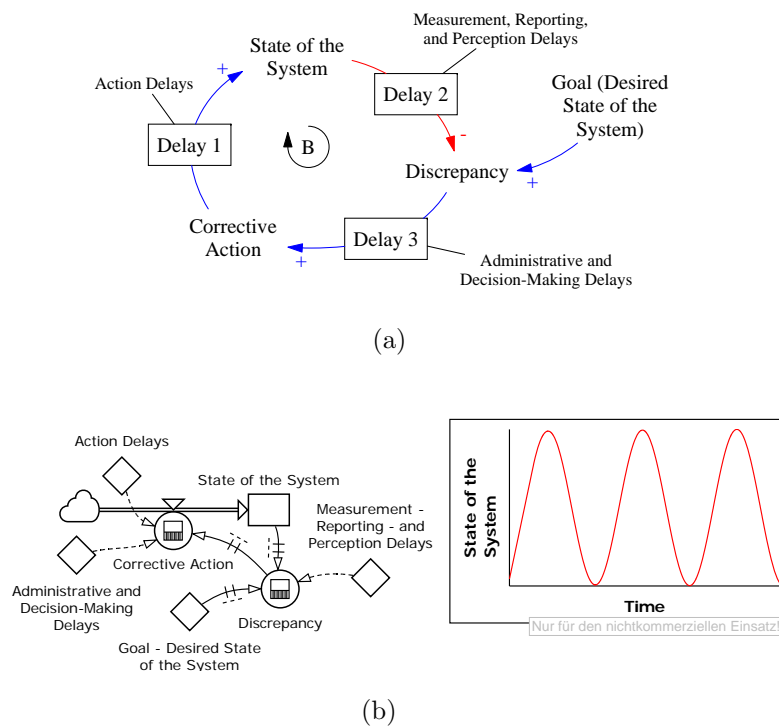 Measurement, Reporting,
and Perception Delays
State of the
System
+
Action Delays
Delay 2
Goal (Desired
State of the
System)
Delay 1
B
-
Discrepancy
+
Corrective
Action
Delay 3
+
Administrative and
Decision-Making Delays
(a)
Action Delays
State of the System
Measurement -
Reporting - and
Perception Delays
Corrective Action
Administrative and
Decision-Making
Delays
Discrepancy
Goal - Desired State
of the System
State of the
System
Time
Nur für den nichtkommerziellen Einsatz!
(b)